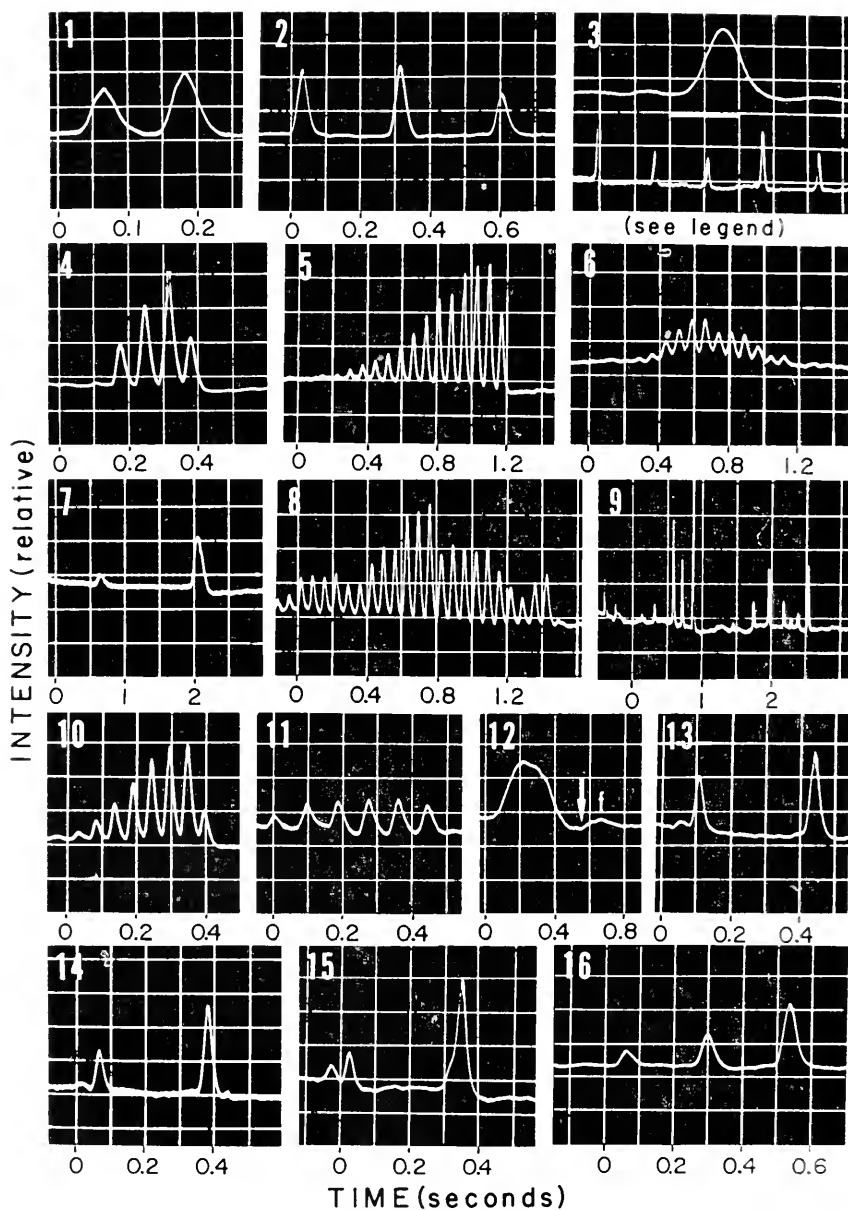 1 2 3
0 0.1 0.2 0 0.2 0.4 0.6 (see legend)
4 5 6
0 0.2 0.4 0 0.4 0.8 1.2 0 0.4 0.8 1.2
7 8 9
0 1 2 0 0.4 0.8 1.2 0 1 2
INTENSITY (relative)
10 11 12 f 13
0 0.2 0.4 0 0.2 0.4 0 0.4 0.8 0 0.2 0.4
14 15 16
0 0.2 0.4 0 0.2 0.4 0 0.2 0.4 0.6
TIME (seconds)